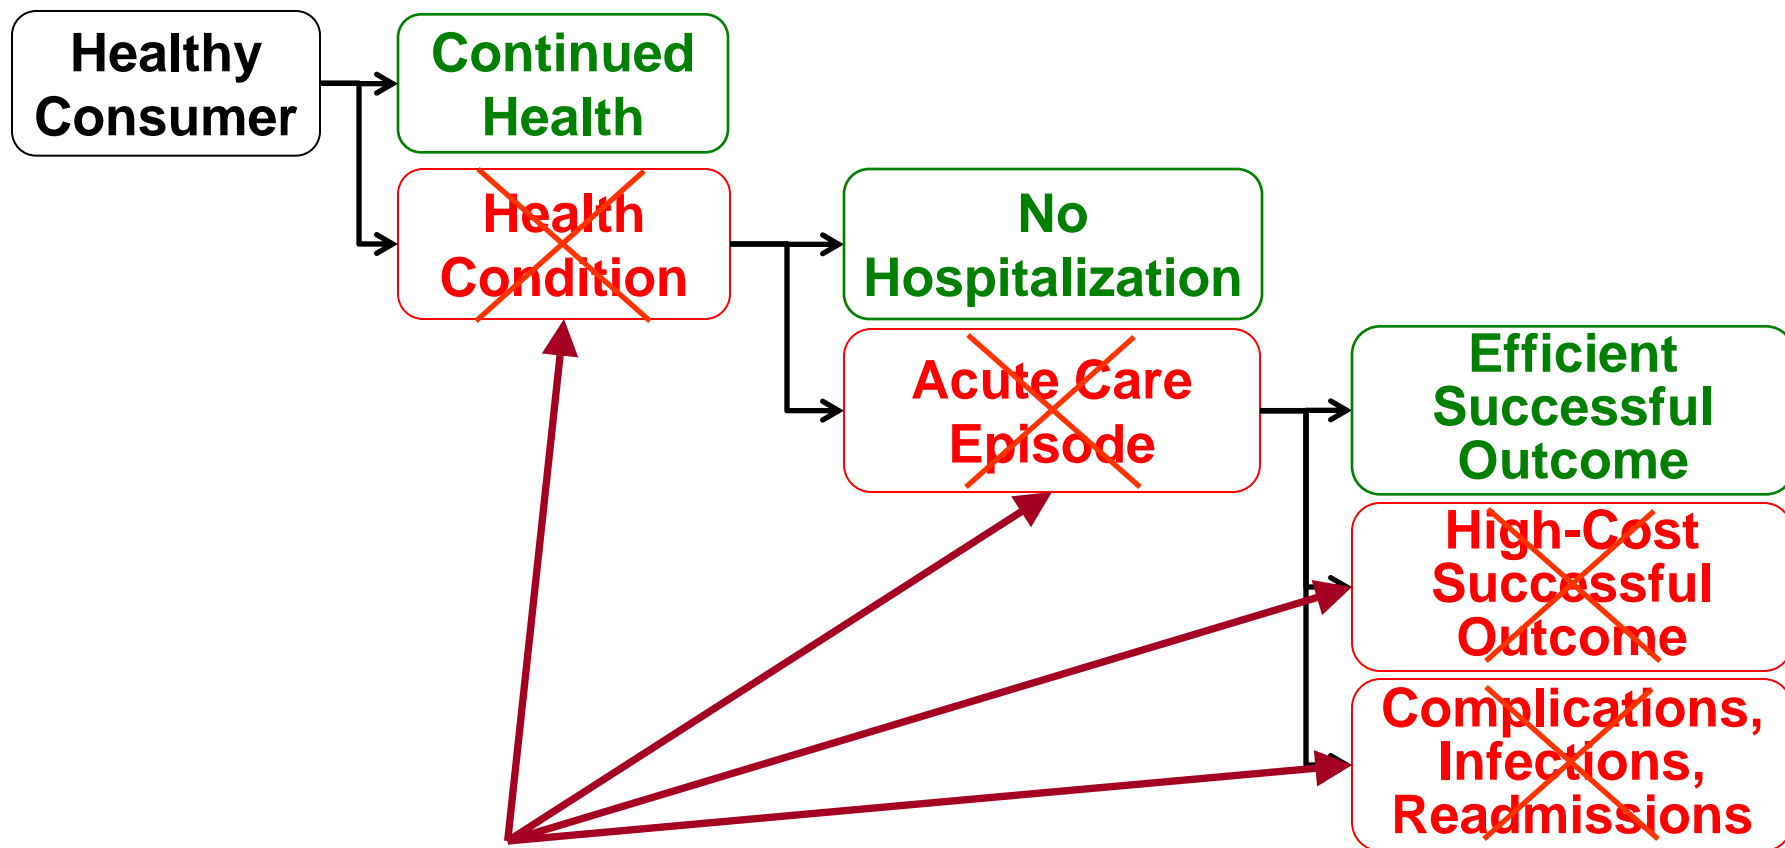 Healthy
Consumer
Continued
Health
Health
Condition
No
Hospitalization
Acute Care
Episode
Efficient
Successful
Outcome
High-Cost
Successful
Outcome
Complications,
Infections,
Readmissions